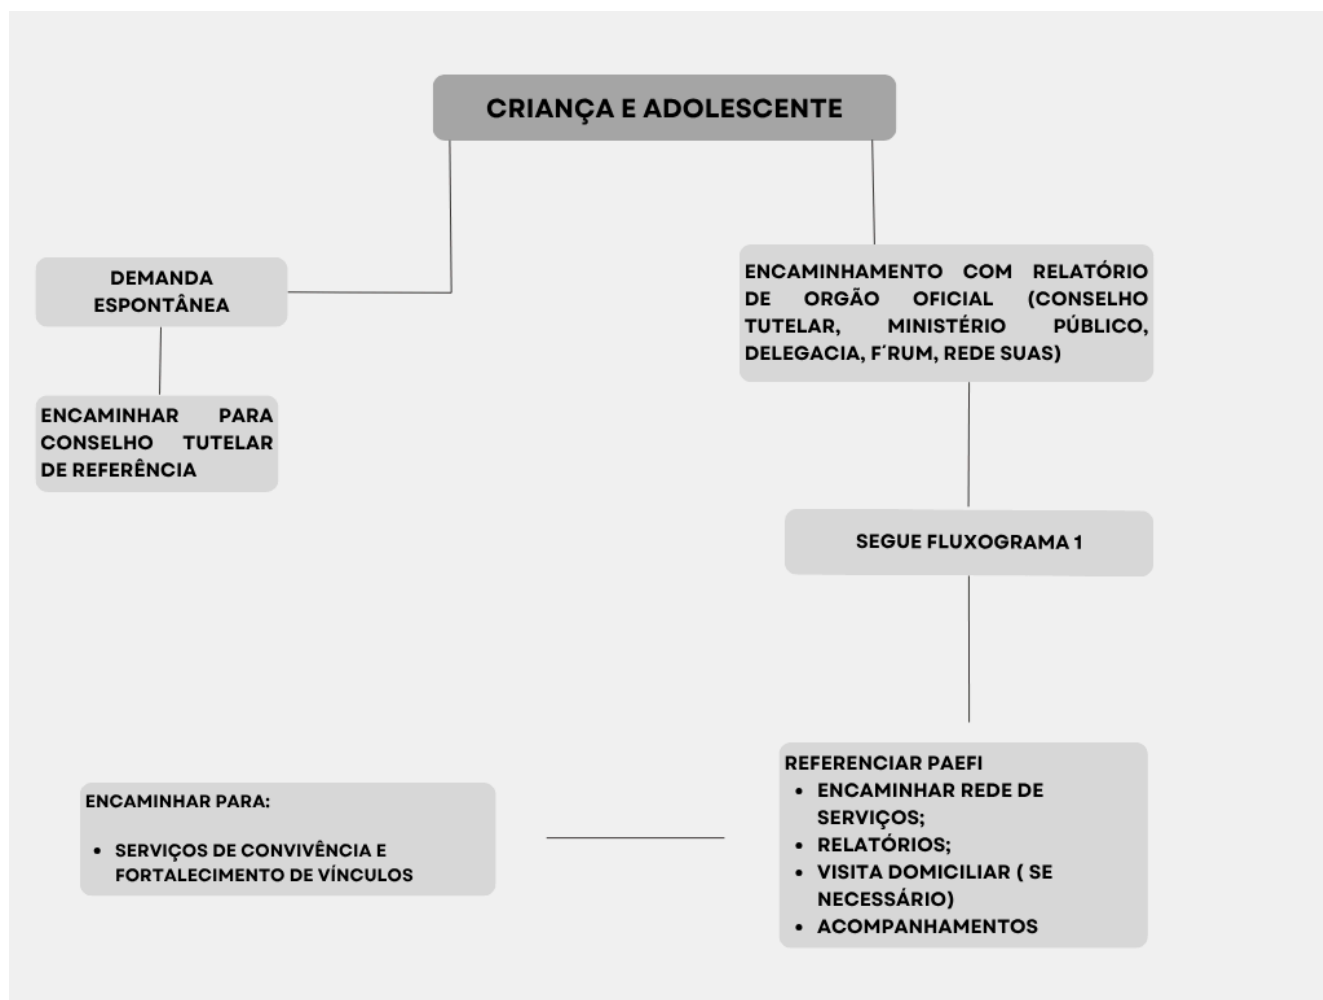 CRIANÇA E ADOLESCENTE
DEMANDA
ESPONTÂNEA
ENCAMINHAR PARA
CONSELHO TUTELAR
DE REFERÊNCIA
ENCAMINHAMENTO COM RELATÓRIO
DE ORGÃO OFICIAL (CONSELHO
TUTELAR, MINISTÉRIO PÚBLICO,
DELEGACIA, F´RUM, REDE SUAS)
SEGUE FLUXOGRAMA 1
REFERENCIAR PAEFI
• ENCAMINHAR REDE DE
SERVIÇOS;
• RELATÓRIOS;
• VISITA DOMICILIAR ( SE
NECESSÁRIO)
• ACOMPANHAMENTOS
ENCAMINHAR PARA:
• SERVIÇOS DE CONVIVÊNCIA E
FORTALECIMENTO DE VÍNCULOS